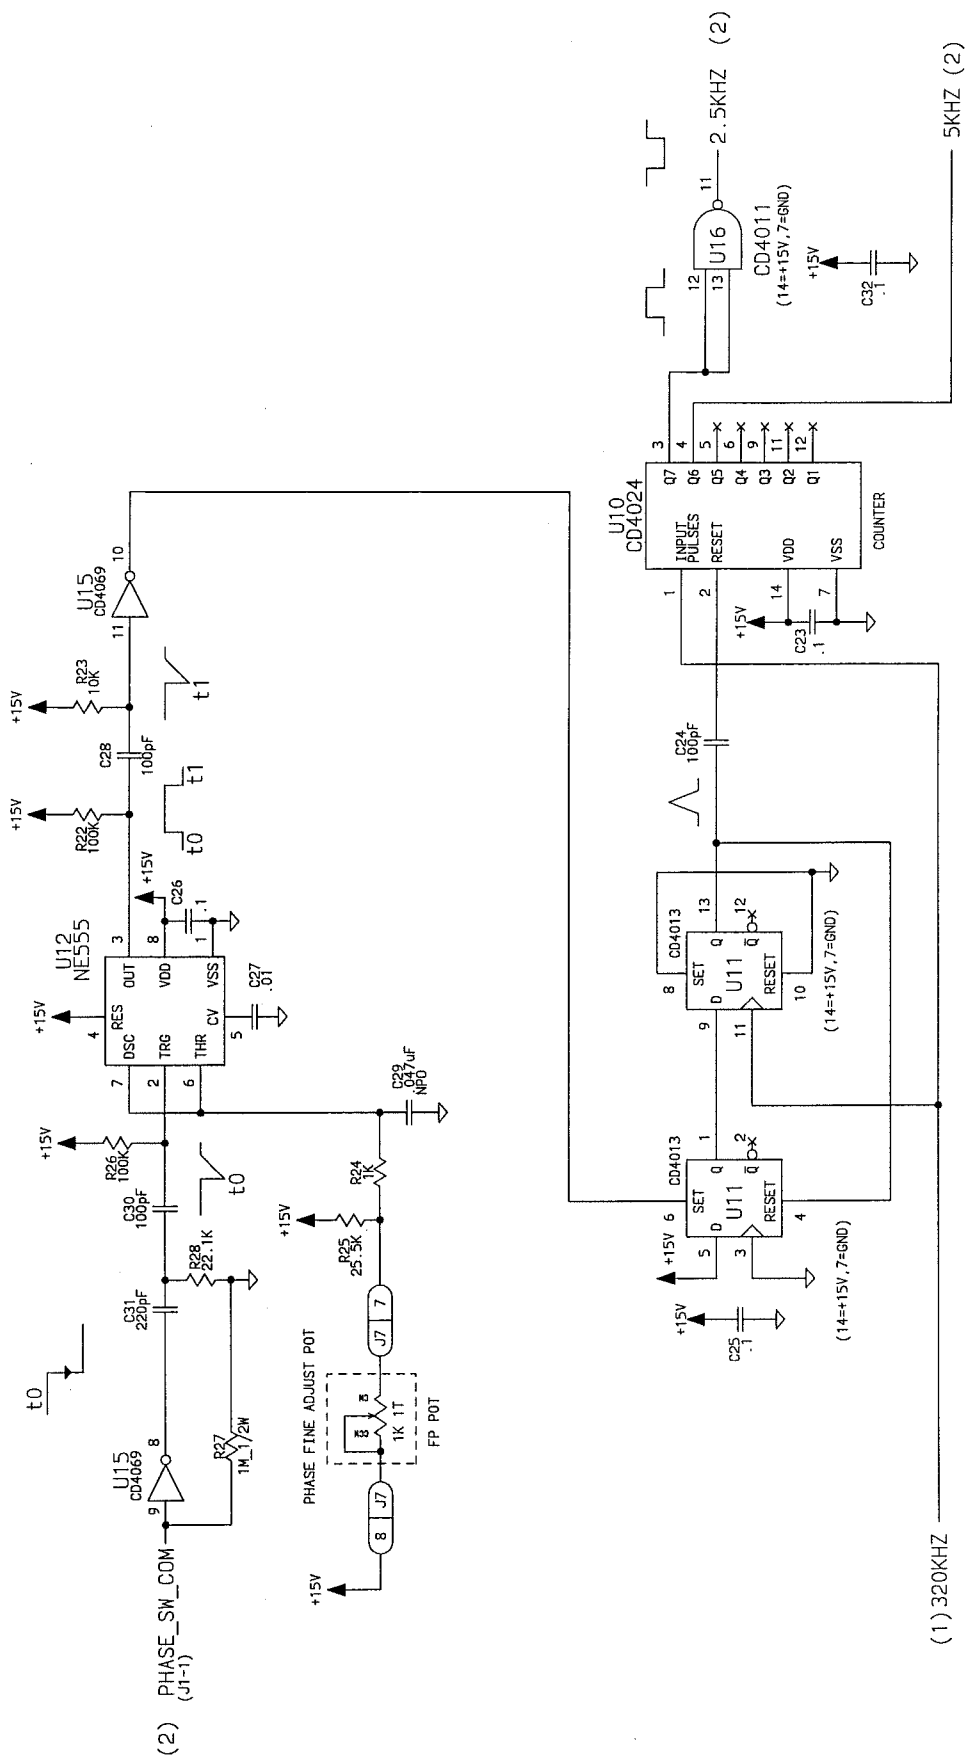 (2) PHASE_SW_COM
(J1-1)
9
U15
CD4069
8
t0
R27
1M_1/2W
C31
220pF
R28
22.1K
C30
100pF
+15V
R26
100K
t0
+15V
4
RES
7
DSC
2
TRG
6
THR
CV
5
C27
.01
U12
NE555
OUT
3
VDD
8
VSS
1
+15V
C26
.1
+15V
R22
100K
t0
t1
C28
100pF
+15V
R23
10K
t1
11
U15
CD4069
10
PHASE FINE ADJUST POT
+15V
8
J7
CW
CCW
1K 1T
FP POT
J7
7
+15V
R25
25.5K
R24
1K
C29
.047uF
NPO
+15V
C25
.1
+15V
5
D
3
6
SET
U11
CD4013
Q
1
Q
2
RESET
4
(14=+15V,7=GND)
9
D
11
8
SET
U11
CD4013
Q
13
Q
12
RESET
10
(14=+15V,7=GND)
C24
100pF
+15V
C23
.1
1
INPUT
PULSES
2
RESET
14
VDD
7
VSS
U10
CD4024
Q7
3
Q6
4
Q5
5
Q4
6
Q3
9
Q2
11
Q1
12
COUNTER
12
13
U16
11
CD4011
(14=+15V,7=GND)
+15V
C32
.1
2.5KHZ (2)
5KHZ (2)
(1)320KHZ